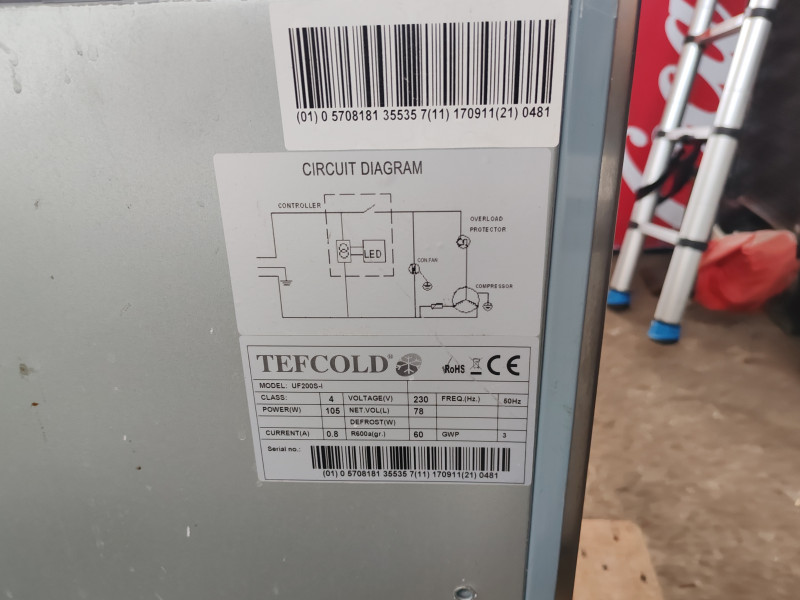 (01) 0 5708181 35535 7(11) 170911(21) 0481
CIRCUIT DIAGRAM
CONTROLLER
OVERLOAD
PROTECTOR
LED
CON.FAN
COMPRESSOR
TEFCOLD®
RoHS CE
MODEL: UF200S-I
CLASS: 4 VOLTAGE(V) 230 FREQ.(Hz.) 50Hz
POWER(W) 105 NET.VOL(L) 78
DEFROST(W)
CURRENT(A) 0.8 R600a(gr.) 60 GWP 3
Serial no.:
(01) 0 5708181 35535 7(11) 170911(21) 0481